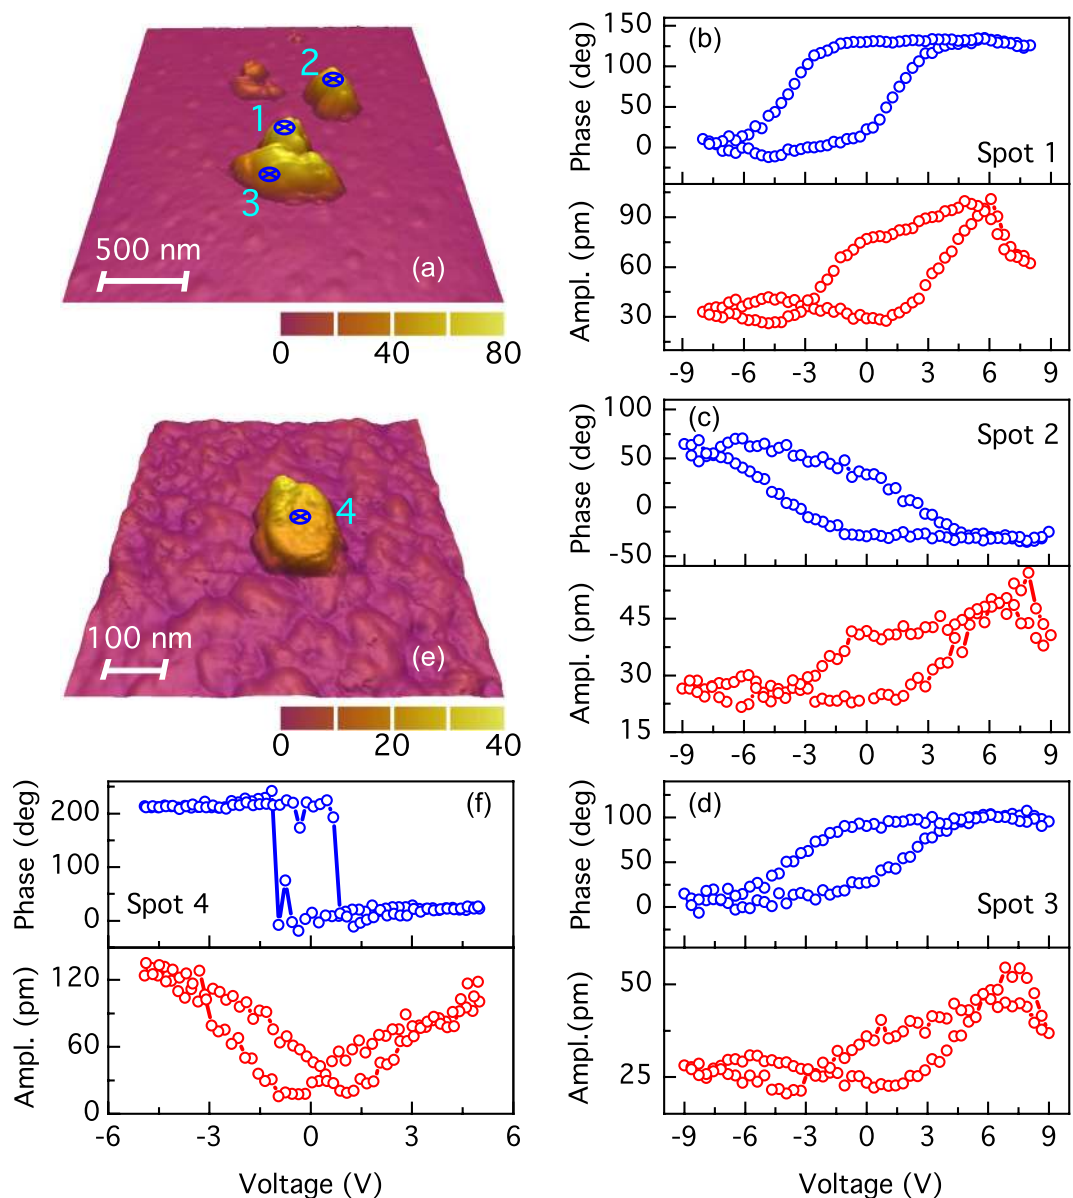 2
1
3
500 nm
(a)
0 40 80
150
100
50
0
Phase (deg)
(b)
Spot 1
90
60
30
Ampl. (pm)
-9 -6 -3 0 3 6 9
100
50
0
-50
Phase (deg)
(c)
Spot 2
45
30
15
Ampl. (pm)
-9 -6 -3 0 3 6 9
4
100 nm
(e)
0 20 40
200
100
0
Phase (deg)
(f)
Spot 4
120
60
0
Ampl. (pm)
-6 -3 0 3 6
Voltage (V)
100
50
0
Phase (deg)
(d)
Spot 3
50
25
Ampl.(pm)
-9 -6 -3 0 3 6 9
Voltage (V)